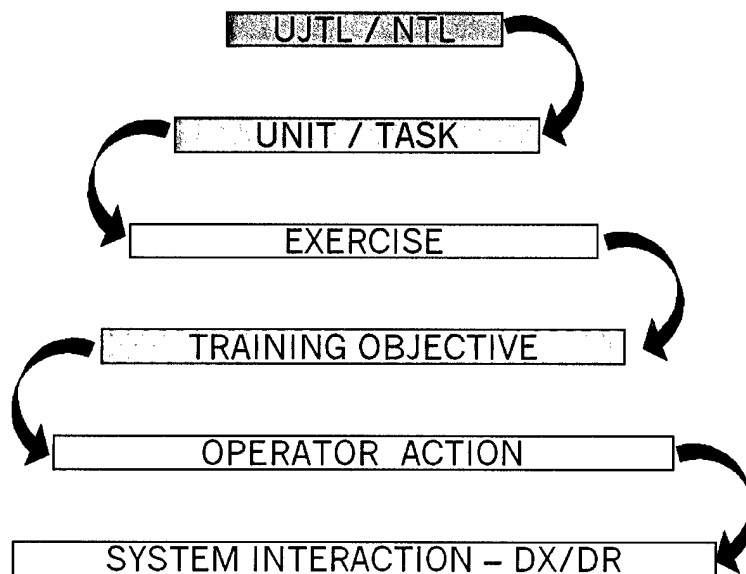 UJTL / NTL
UNIT / TASK
EXERCISE
TRAINING OBJECTIVE
OPERATOR ACTION
SYSTEM INTERACTION – DX/DR